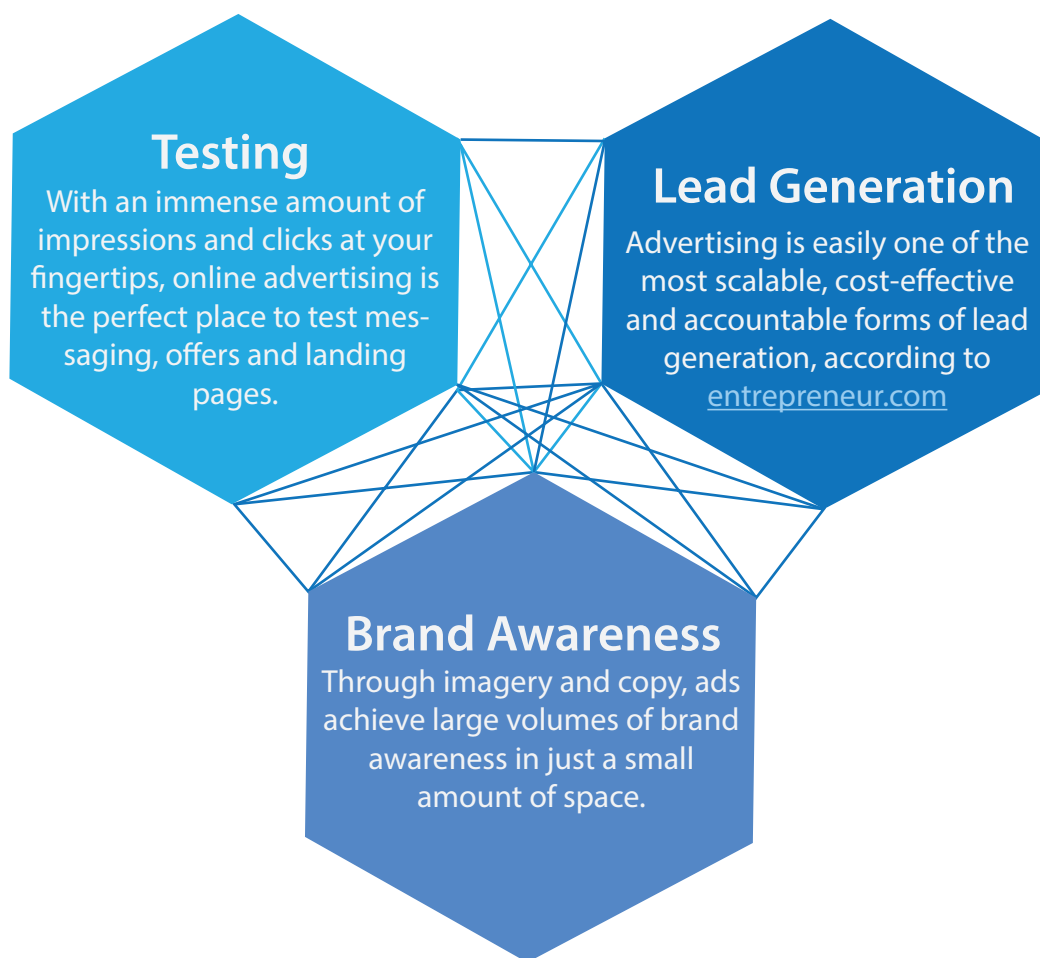 Testing
With an immense amount of
impressions and clicks at your
fingertips, online advertising is
the perfect place to test mes-
saging, offers and landing
pages.
Lead Generation
Advertising is easily one of the
most scalable, cost-effective
and accountable forms of lead
generation, according to
entrepreneur.com
Brand Awareness
Through imagery and copy, ads
achieve large volumes of brand
awareness in just a small
amount of space.